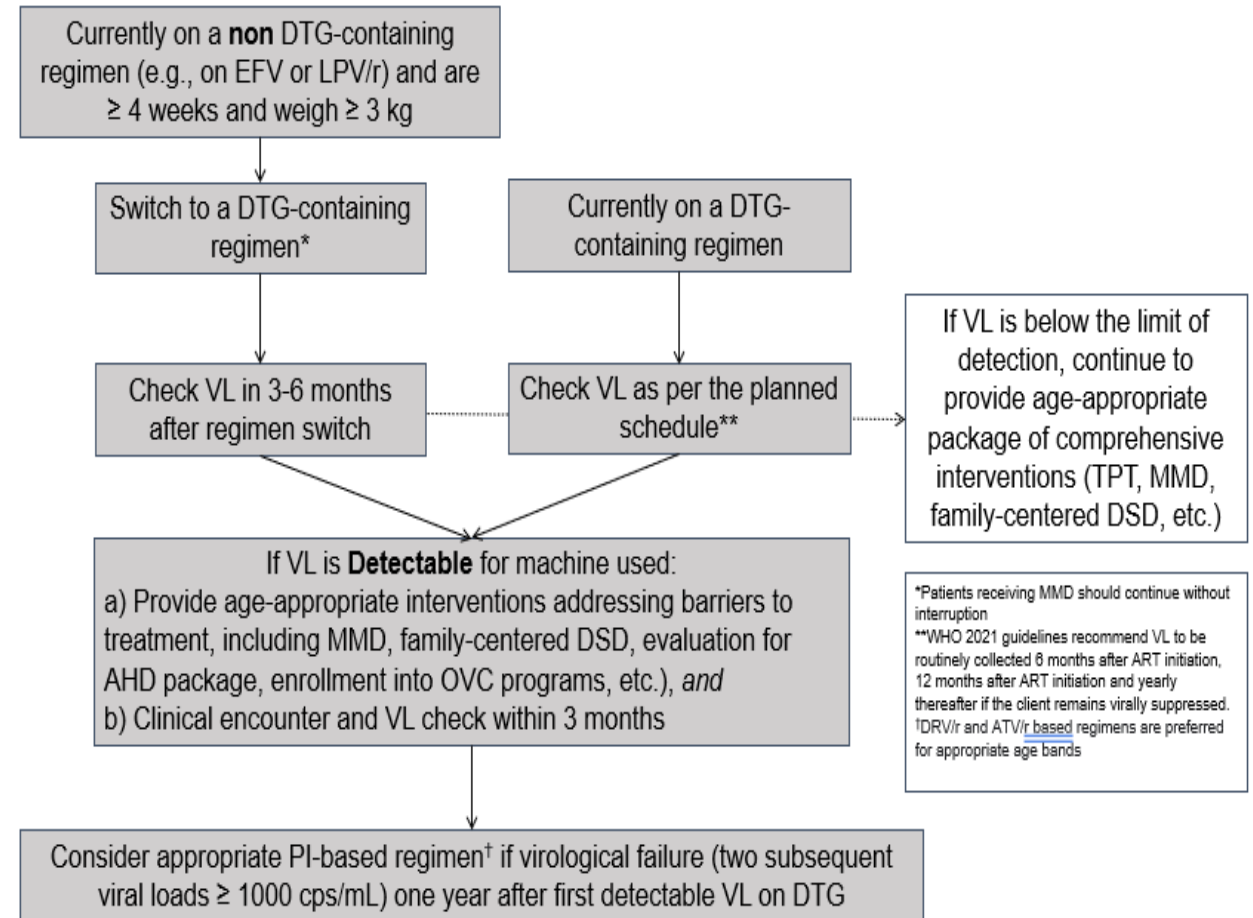 Currently on a non DTG-containing
regimen (e.g., on EFV or LPV/r) and are
≥ 4 weeks and weigh ≥ 3 kg
Switch to a DTG-containing
regimen*
Currently on a DTG-
containing regimen
Check VL in 3-6 months
after regimen switch
Check VL as per the planned
schedule**
If VL is below the limit of
detection, continue to
provide age-appropriate
package of comprehensive
interventions (TPT, MMD,
family-centered DSD, etc.)
If VL is Detectable for machine used:
a) Provide age-appropriate interventions addressing barriers to
treatment, including MMD, family-centered DSD, evaluation for
AHD package, enrollment into OVC programs, etc.), and
b) Clinical encounter and VL check within 3 months
*Patients receiving MMD should continue without
interruption
**WHO 2021 guidelines recommend VL to be
routinely collected 6 months after ART initiation,
12 months after ART initiation and yearly
thereafter if the client remains virally suppressed.
†DRV/r and ATV/r based regimens are preferred
for appropriate age bands
Consider appropriate PI-based regimen† if virological failure (two subsequent
viral loads ≥ 1000 cps/mL) one year after first detectable VL on DTG